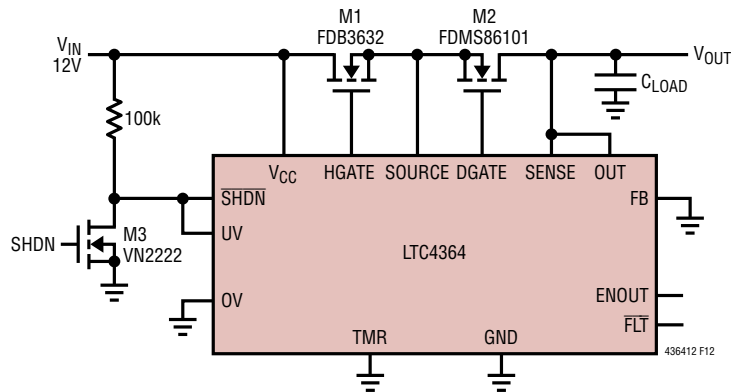 M1
FDB3632
M2
FDMS86101
VIN
12V
VOUT
CLOAD
100k
VCC
HGATE
SOURCE
DGATE
SENSE
OUT
SHDN
FB
M3
VN2222
SHDN
UV
LTC4364
OV
ENOUT
FLT
TMR
GND
436412 F12